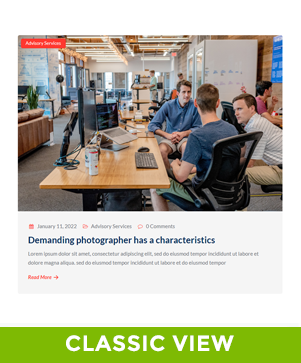 Advisory Services
January 11, 2022 Advisory Services 0 Comments
Demanding photographer has a characteristics
Lorem ipsum dolor sit amet, consectetur adipiscing elit, sed do eiusmod tempor incididunt ut labore et
dolore magna aliqua, sed do eiusmod tempor incididunt ut labore et dolore tempor
Read More →
CLASSIC VIEW